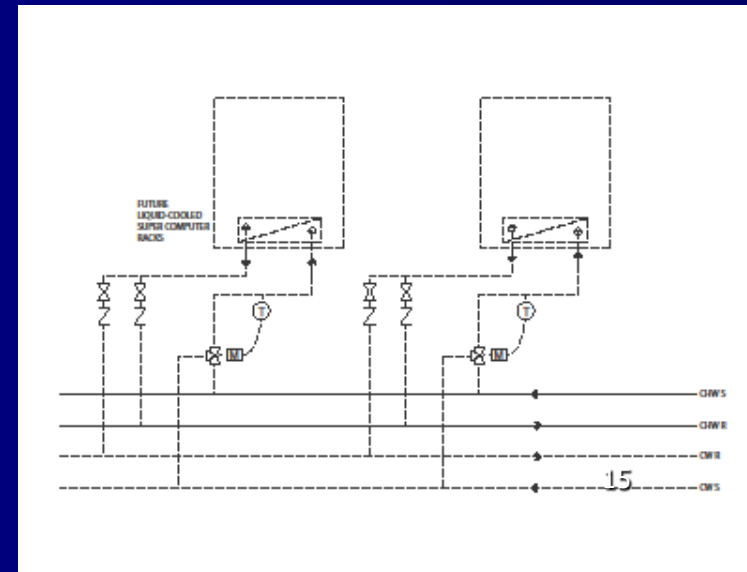 FUTURE
LIQUID-COOLED
SUPER COMPUTER
RACKS
T
T
M
M
CHWS
CHWR
CWR
15
CWS